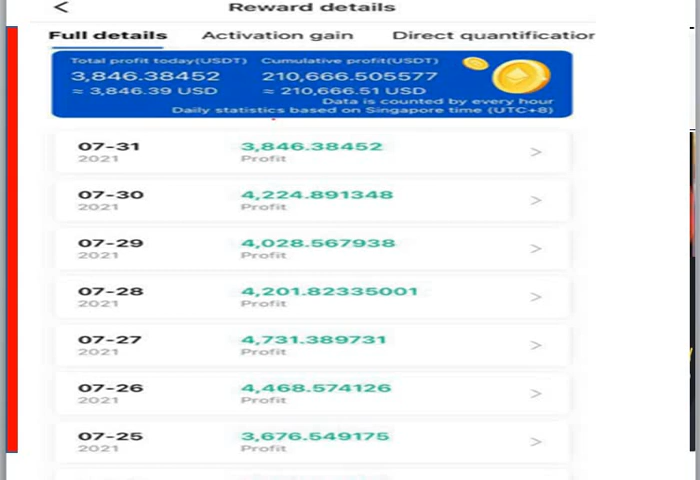 Reward details
Full details Activation gain Direct quantification
Total profit today(USDT) Cumulative profit(USDT)
3,846.38452 210,666.505577
≈ 3,846.39 USD ≈ 210,666.51 USD
Data is counted by every hour
Daily statistics based on Singapore time (UTC+8)
07-31 3,846.38452
2021 Profit
07-30 4,224.891348
2021 Profit
07-29 4,028.567938
2021 Profit
07-28 4,201.82335001
2021 Profit
07-27 4,731.389731
2021 Profit
07-26 4,468.574126
2021 Profit
07-25 3,676.549175
2021 Profit